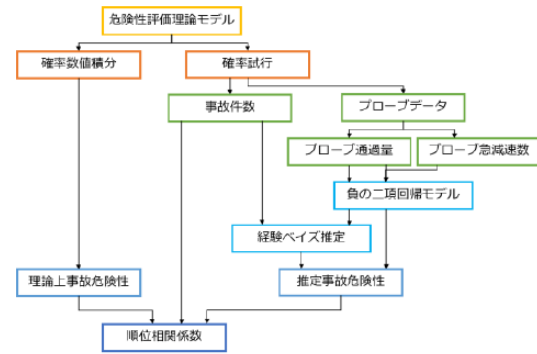 危険性評価理論モデル
確率数値積分
確率試行
事故件数
プローブデータ
プローブ通過量
プローブ急減速数
負の二項回帰モデル
経験ベイズ推定
理論上事故危険性
推定事故危険性
順位相関係数